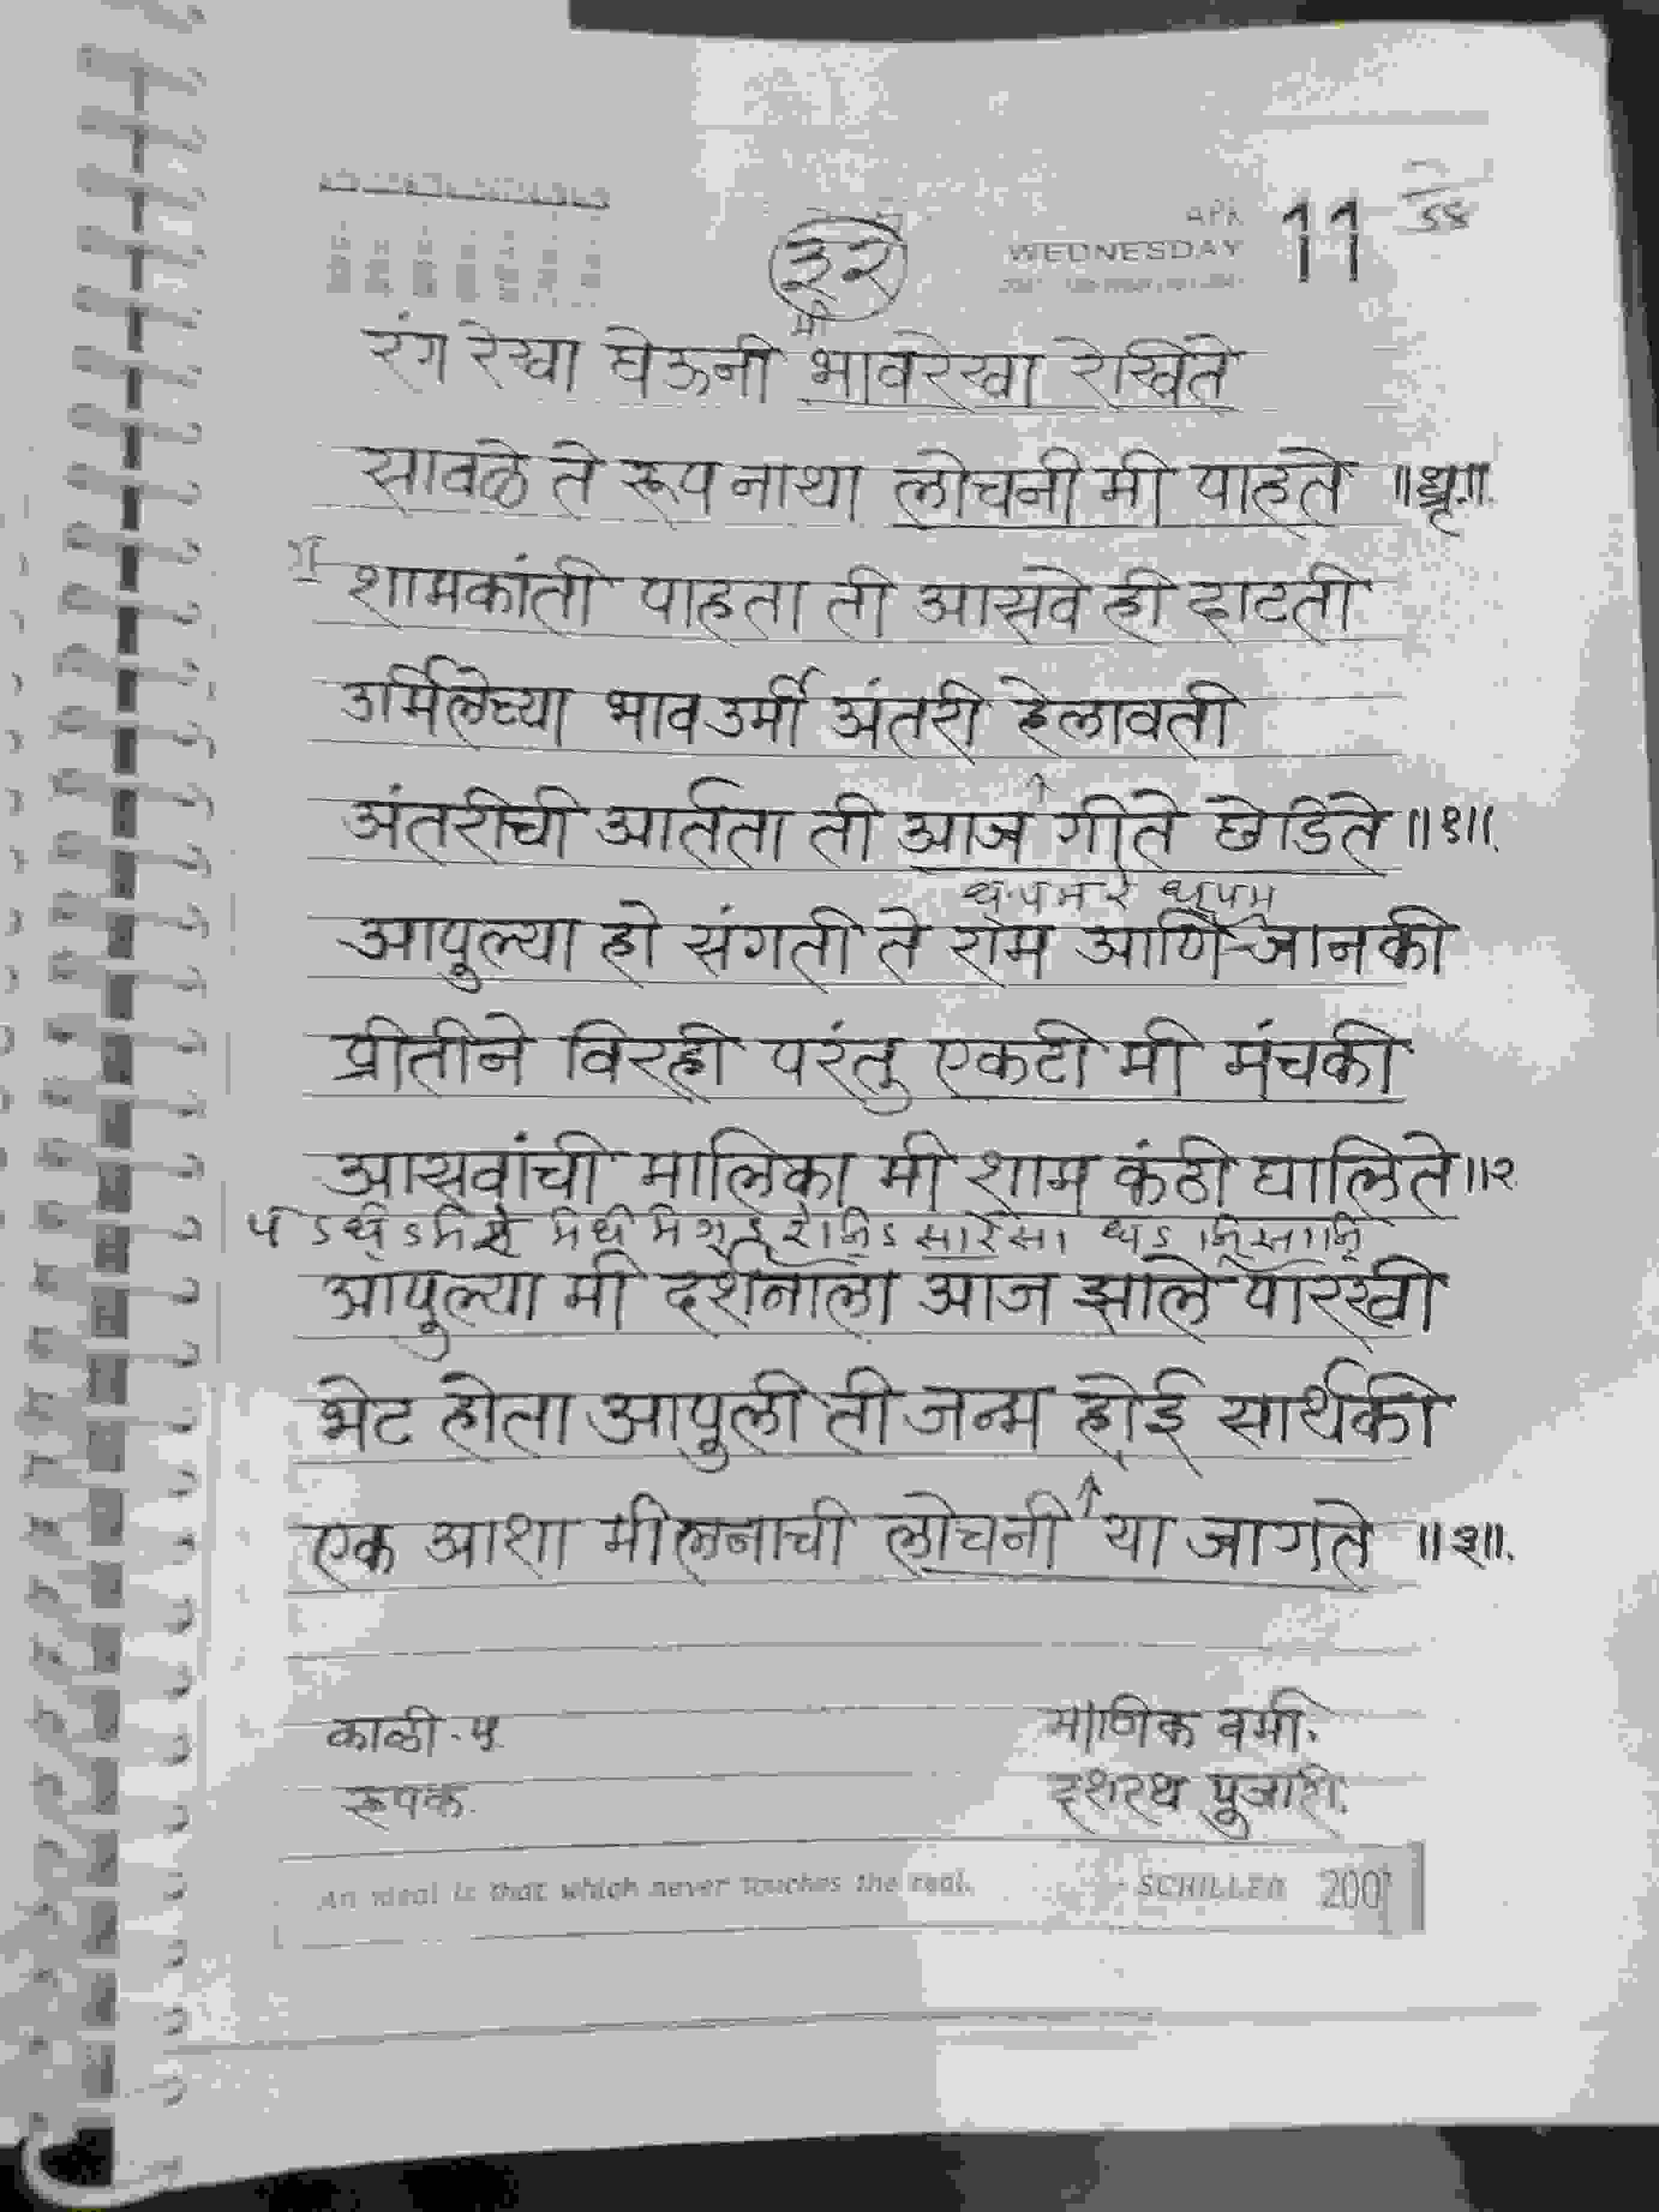 APR
WEDNESDAY 11 58
३२
मी
रंग रेखा घेऊनी भावरेखा रेखिते
सावळे ते रूप नाथा लोचनी मी पाहते ॥धृ॥
शामकांती पाहता ती आसवे ही दाटती
उर्मिलेच्या भावउर्मी अंतरी हेलावती
अंतरीची आर्तता ती आज गीते छेडिते ॥१॥
ध प म रे ध प म
आपुल्या हो संगती ते राम आणि जानकी
प्रीतीने विरही परंतु एकटी मी मंचकी
आसवांची मालिका मी शाम कंठी घालिते ॥२
आपुल्या मी दर्शनाला आज झाले पारखी
भेट होता आपुली ती जन्म होई सार्थकी
एक आशा मीलनाची लोचनी या जागते ॥३॥
काळी-५ माणिक वर्मा.
रूपक. दशरथ पुजारी.
An ideal is that which never touches the real. - SCHILLER 2001